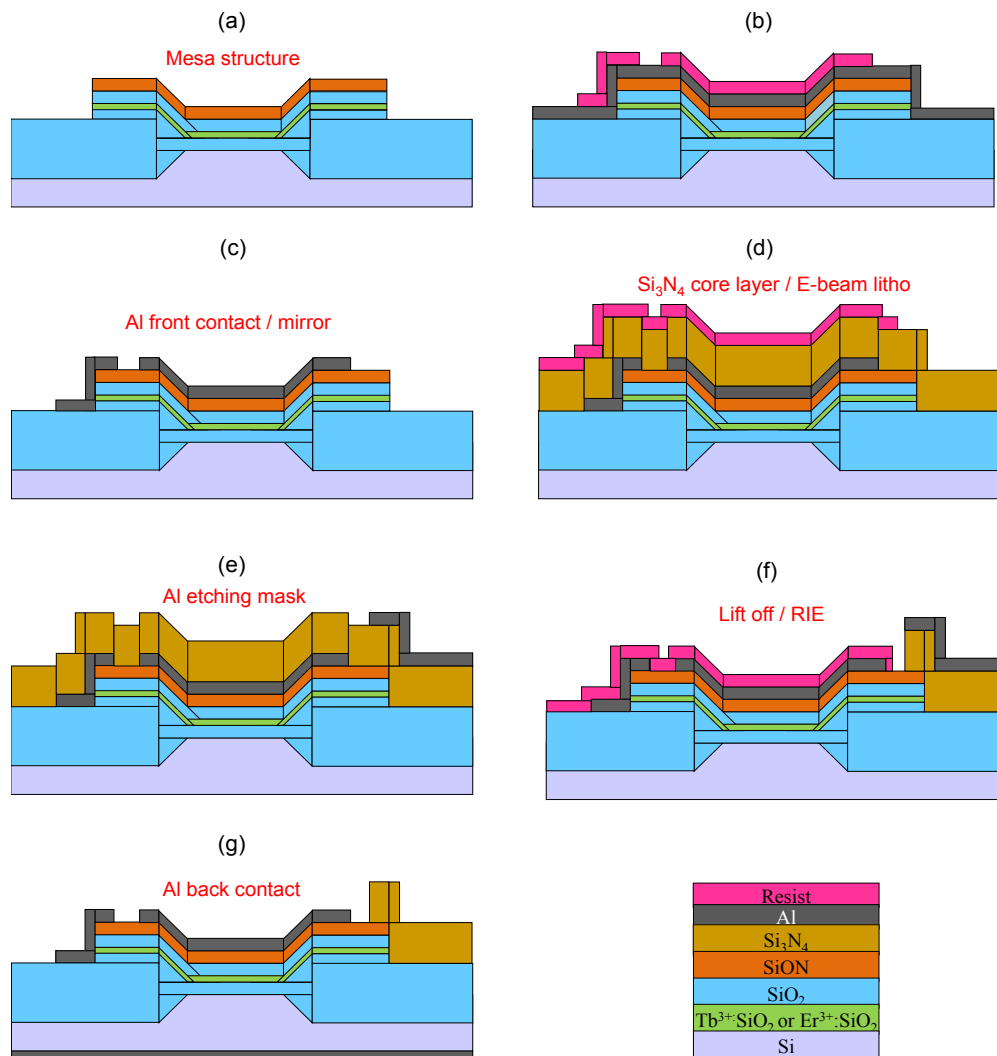 (a)
Mesa structure
(b)
(c)
Al front contact / mirror
(d)
Si₃N₄ core layer / E-beam litho
(e)
Al etching mask
(f)
Lift off / RIE
(g)
Al back contact
Resist
Al
Si₃N₄
SiON
SiO₂
Tb³⁺:SiO₂ or Er³⁺:SiO₂
Si